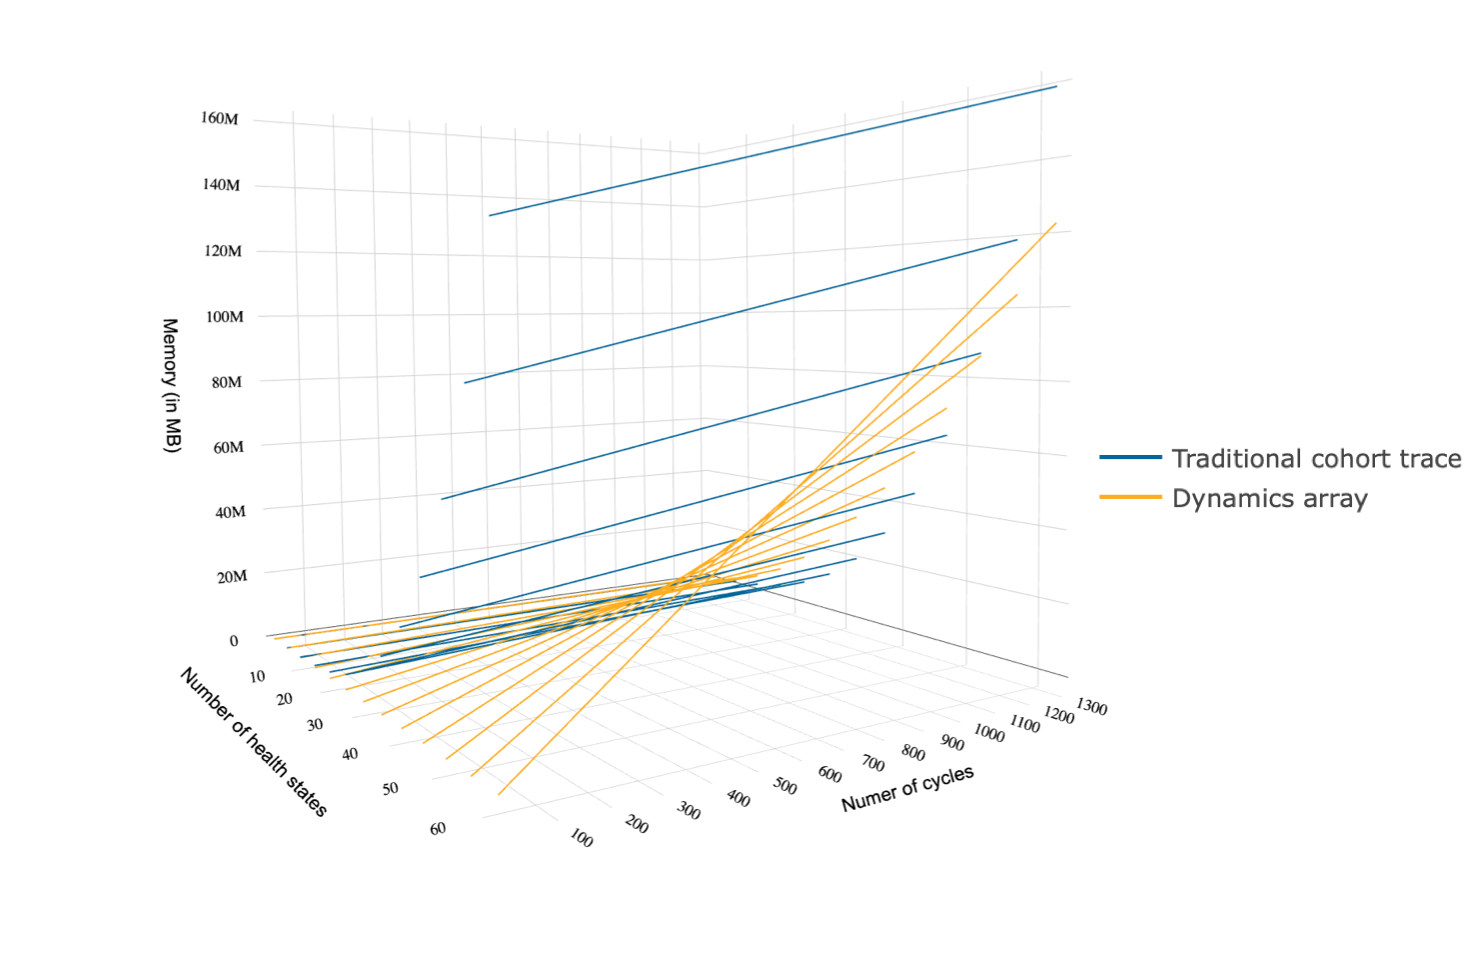 160M
140M
120M
100M
80M
60M
40M
20M
0
Memory (in MB)
10
20
30
40
50
60
Number of health states
100
200
300
400
500
600
700
800
900
1000
1100
1200
1300
Numer of cycles
Traditional cohort trace
Dynamics array